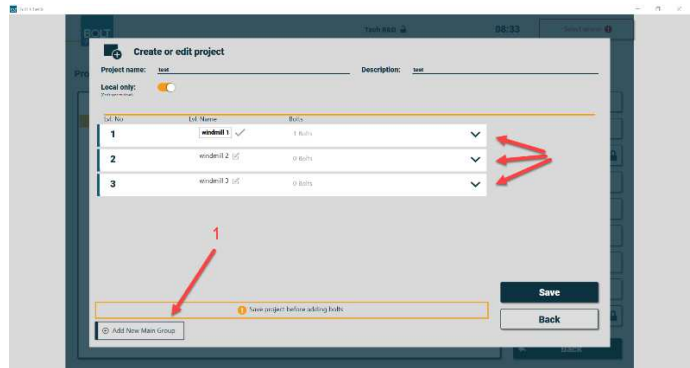 BOLT
Tech R&D
08:33
Create or edit project
Project name: test
Description: test
Local only:
Lvl. No Lvl. Name Bolts
1 windmill 1 1 Bolts
2 windmill 2 0 Bolts
3 windmill 3 0 Bolts
1
Save
Save project before adding bolts
Back
Add New Main Group
Back